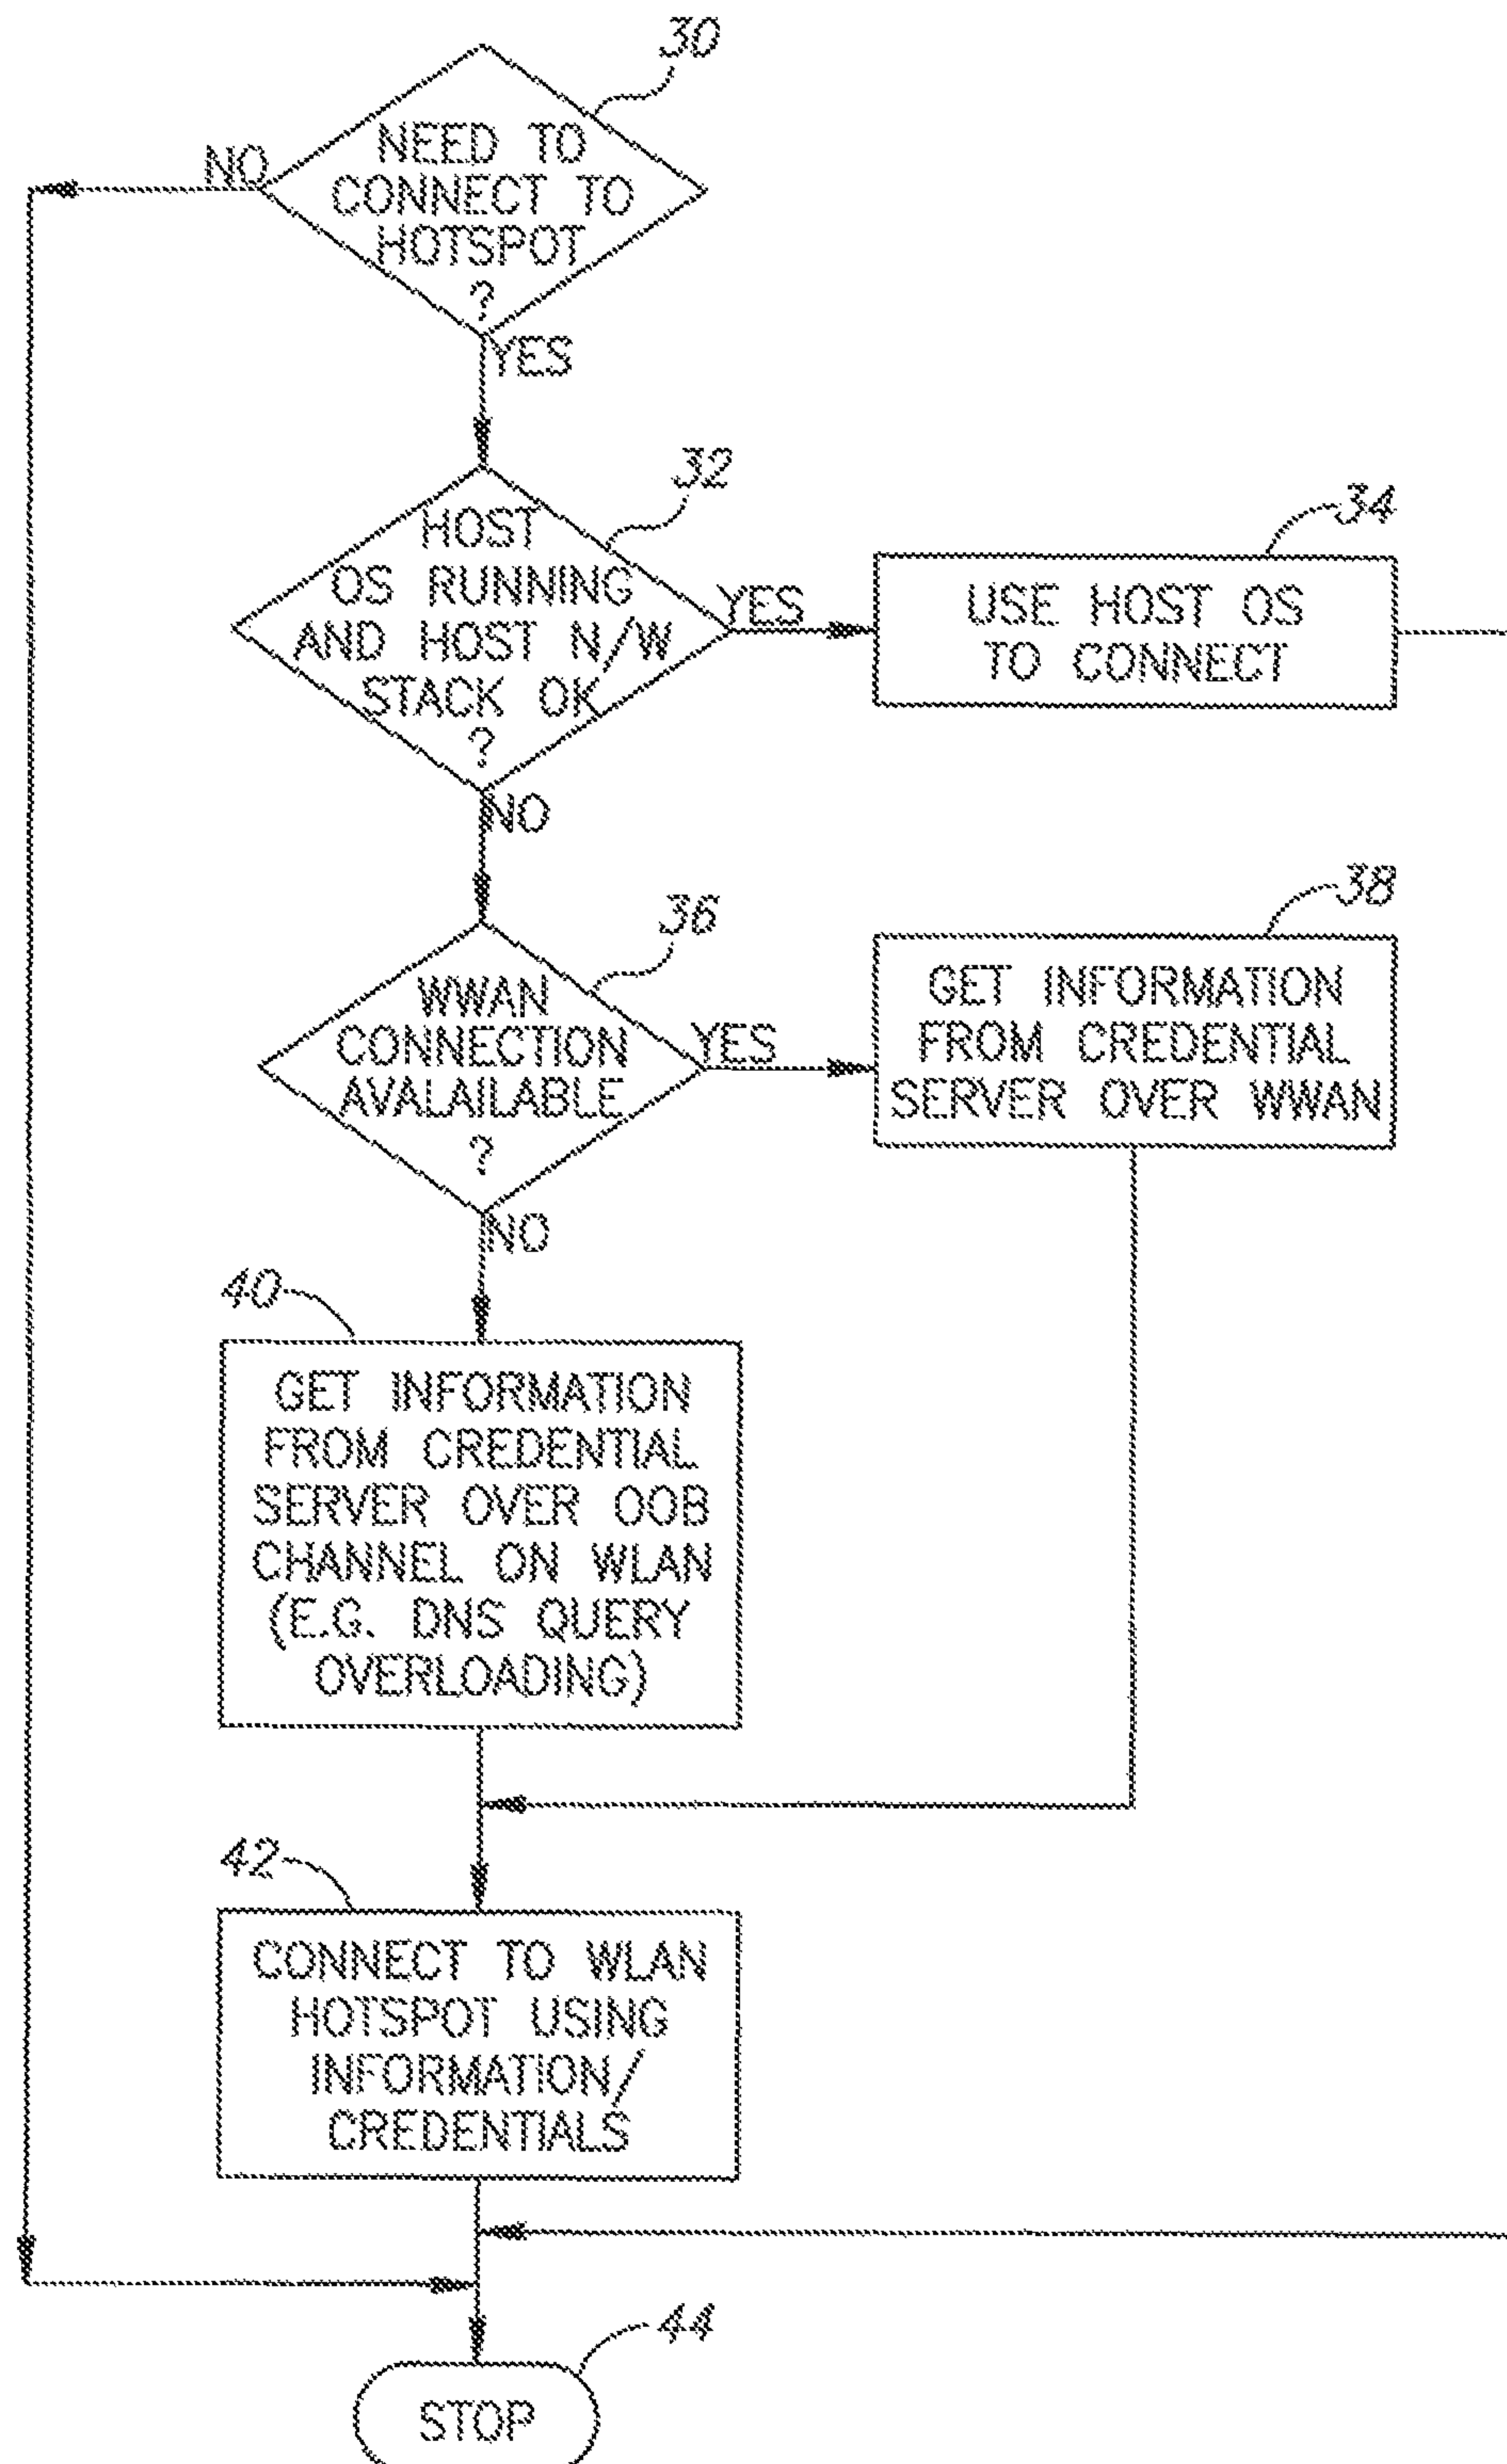 30
NEED TO
CONNECT TO
HOTSPOT
?
NO
YES
32
HOST
OS RUNNING
AND HOST N/W
STACK OK
?
YES
NO
34
USE HOST OS
TO CONNECT
36
WWAN
CONNECTION
AVALAILABLE
?
YES
NO
38
GET INFORMATION
FROM CREDENTIAL
SERVER OVER WWAN
40
GET INFORMATION
FROM CREDENTIAL
SERVER OVER OOB
CHANNEL ON WLAN
(E.G. DNS QUERY
OVERLOADING)
42
CONNECT TO WLAN
HOTSPOT USING
INFORMATION/
CREDENTIALS
44
STOP